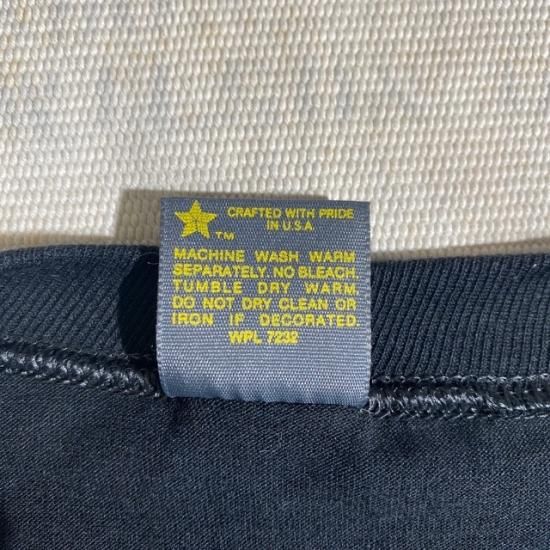 CRAFTED WITH PRIDE
IN U.S.A.
TM
MACHINE WASH WARM
SEPARATELY. NO BLEACH.
TUMBLE DRY WARM.
DO NOT DRY CLEAN OR
IRON IF DECORATED.
WPL 7232